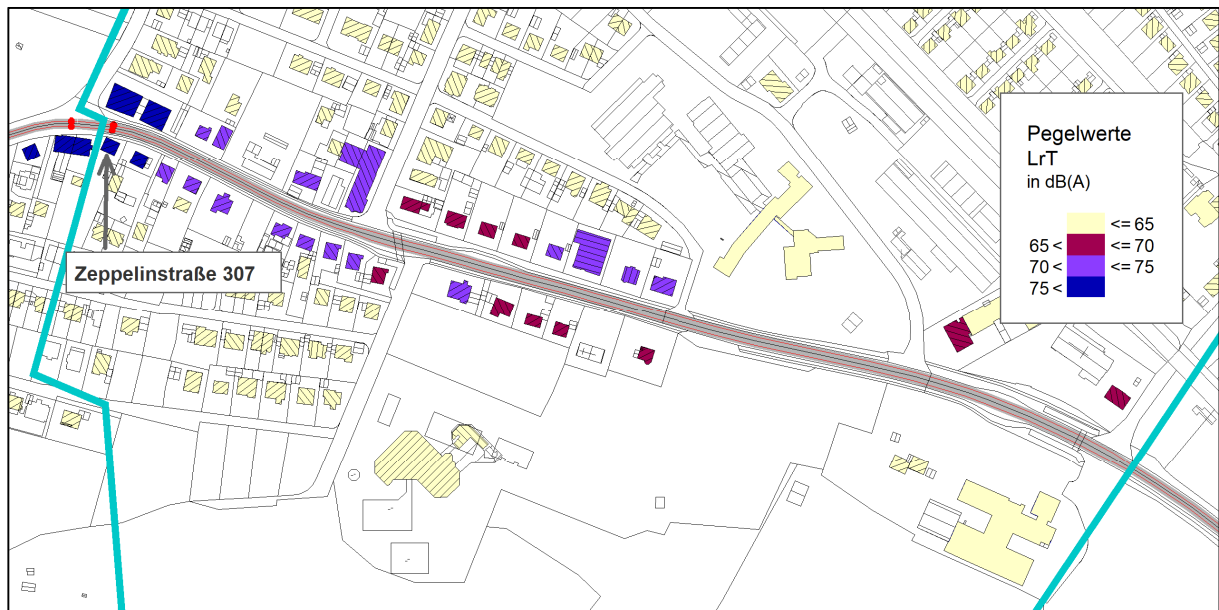 Pegelwerte
LrT
in dB(A)
<= 65
65 < <= 70
70 < <= 75
75 <
Zeppelinstraße 307